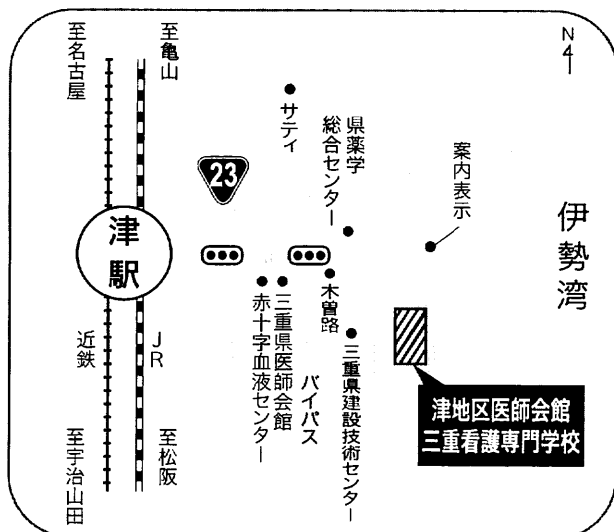 至名古屋
至亀山
N
4
サティ
県薬学
総合センター
案内表示
伊勢湾
23
津
駅
近鉄
JR
赤十字血液センター
三重県医師会館
バイパス
木曽路
三重県建設技術センター
至宇治山田
至松阪
津地区医師会館
三重看護専門学校